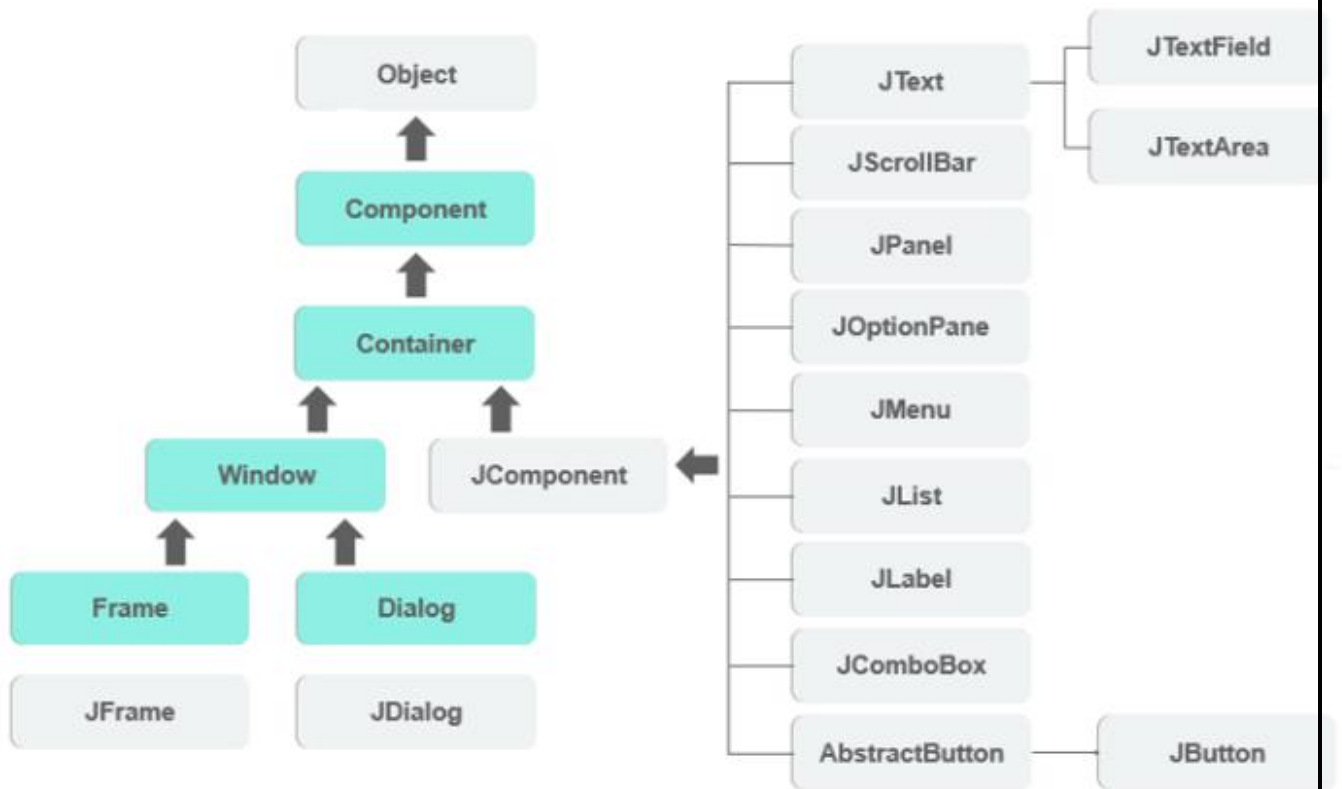 Object
Component
Container
Window
JComponent
Frame
Dialog
JFrame
JDialog
JText
JScrollBar
JPanel
JOptionPane
JMenu
JList
JLabel
JComboBox
AbstractButton
JTextField
JTextArea
JButton